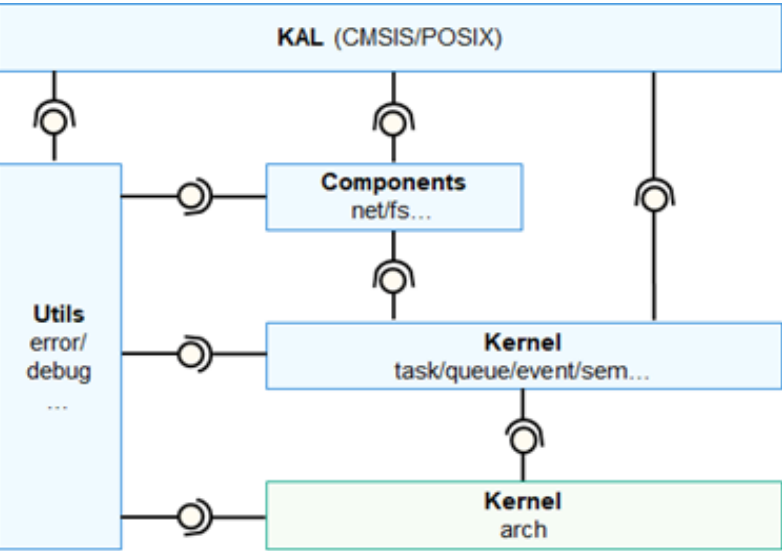 KAL (CMSIS/POSIX)
Components
net/fs...
Utils
error/
debug
...
Kernel
task/queue/event/sem...
Kernel
arch